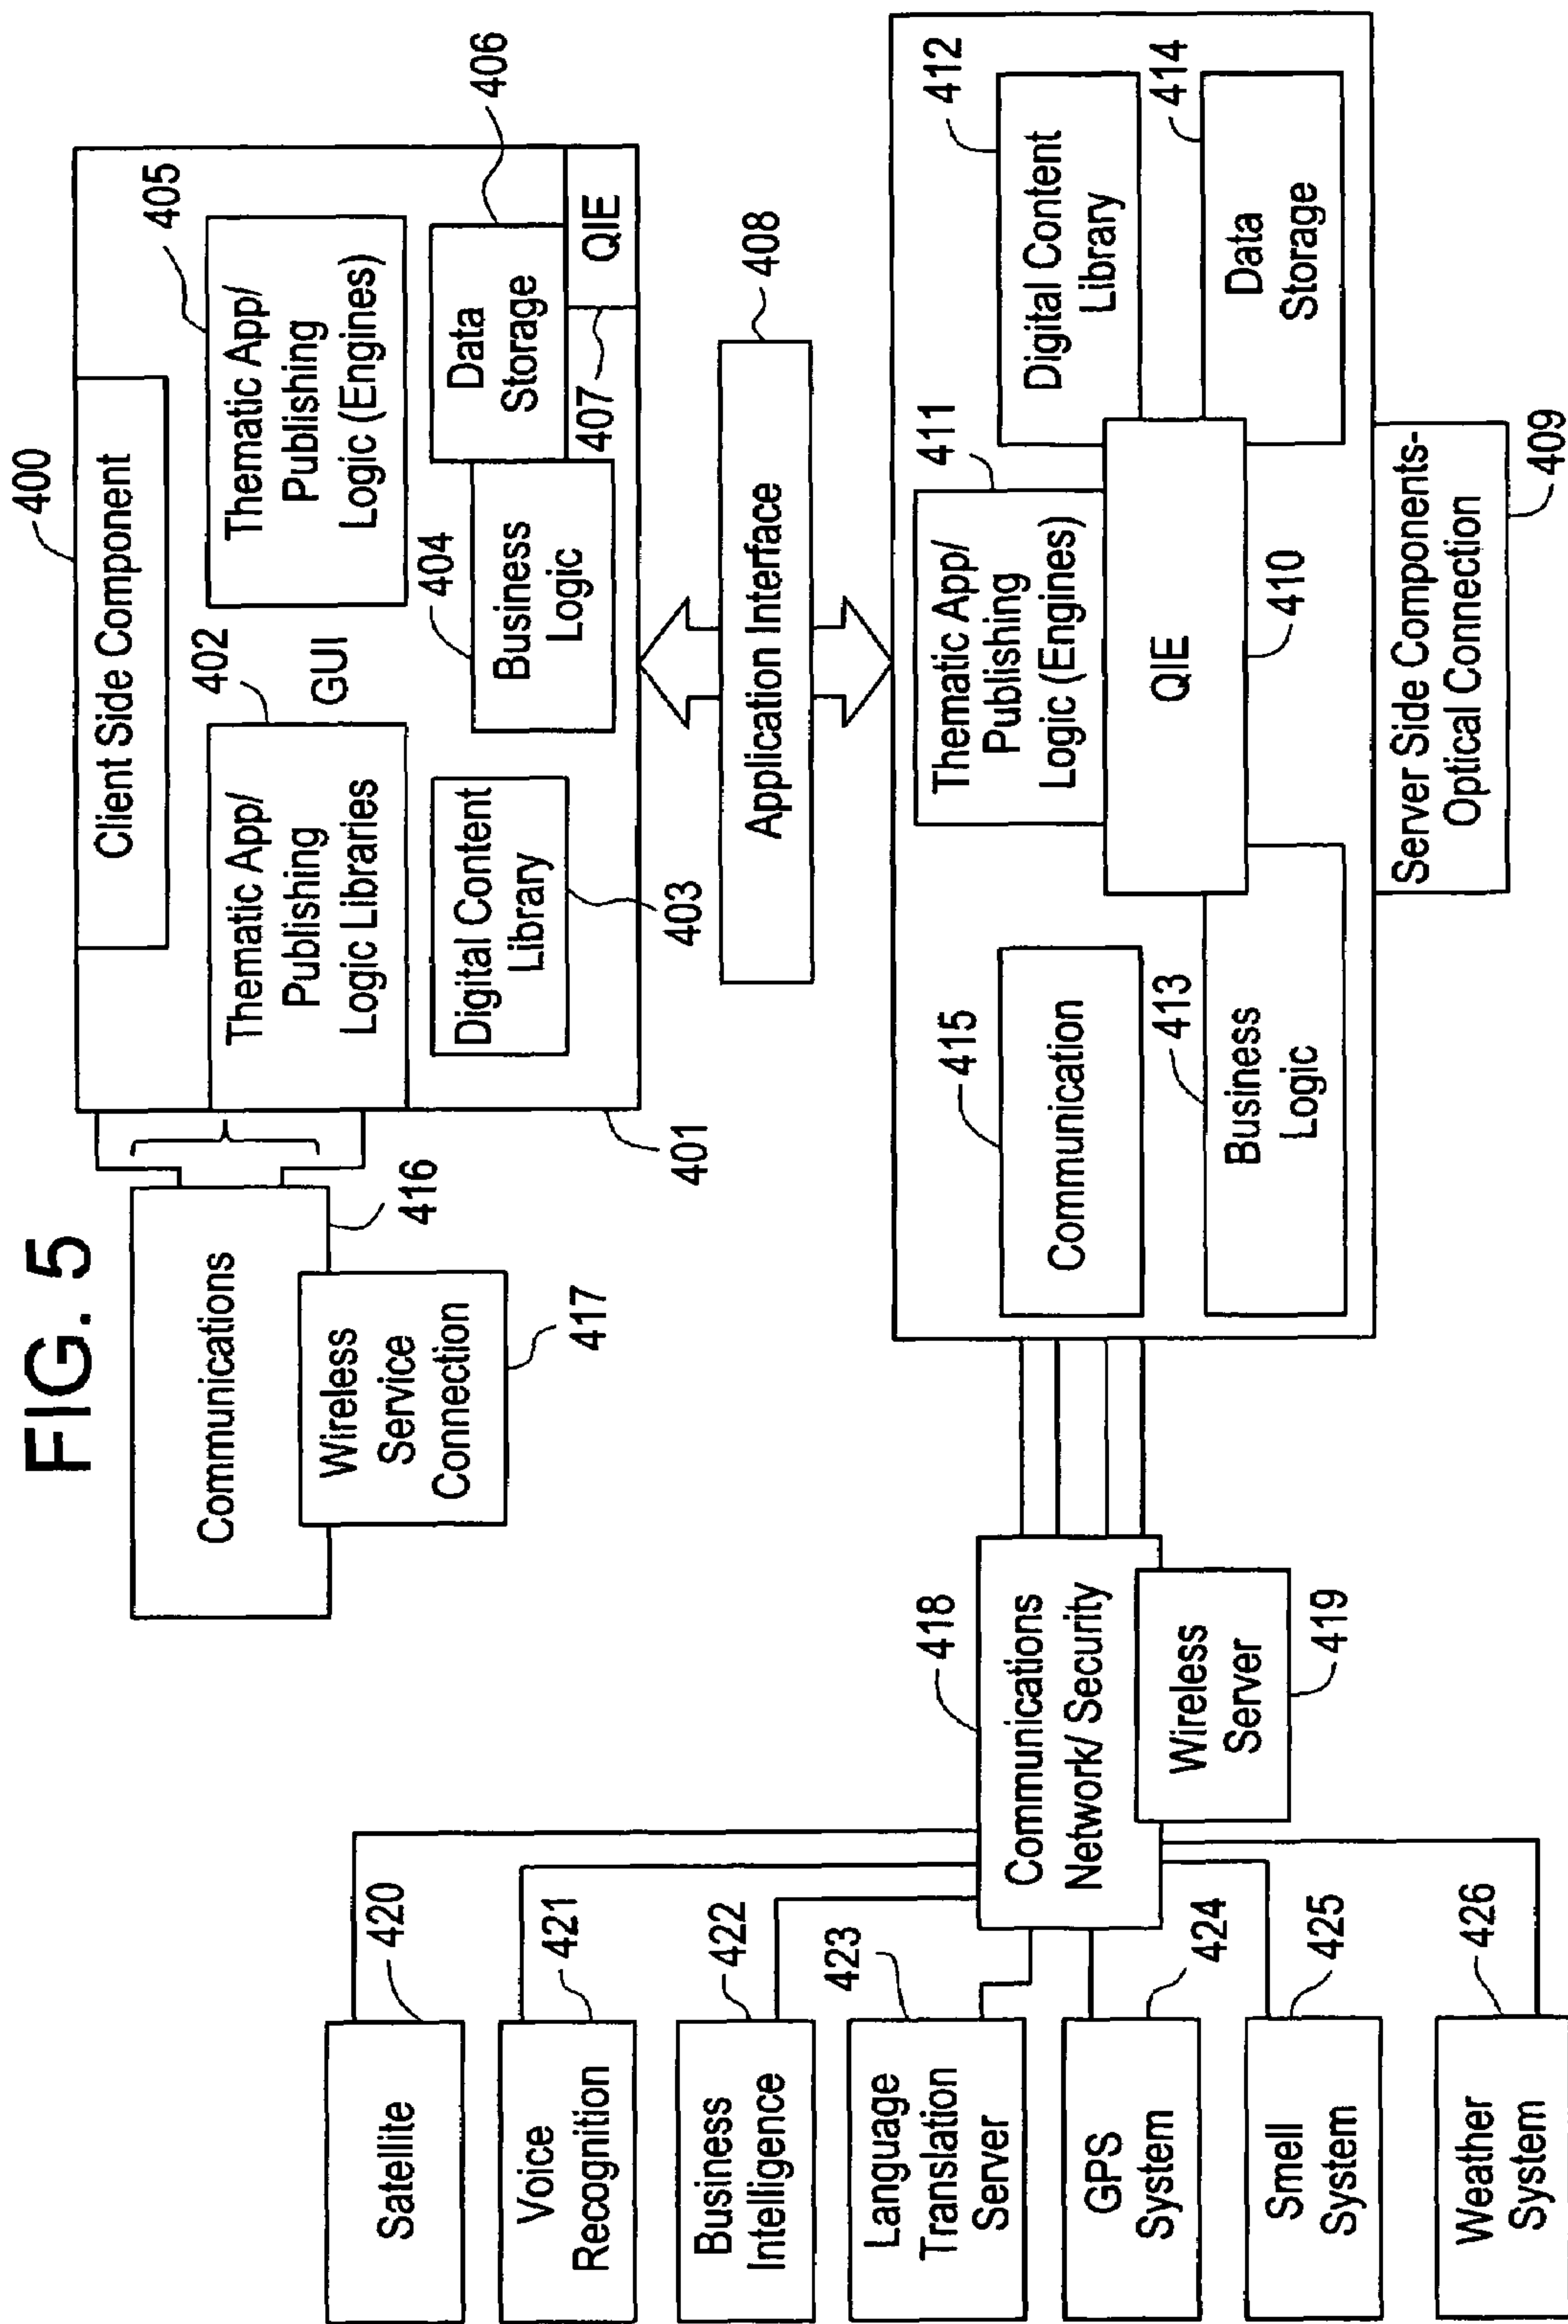 FIG. 5
400
Client Side Component
402
Thematic App/
Publishing
Logic Libraries
GUI
405
Thematic App/
Publishing
Logic (Engines)
Digital Content
Library
403
404
Business
Logic
Data
Storage
406
407
QIE
401
Communications
416
Wireless
Service
Connection
417
Application Interface
408
411
Thematic App/
Publishing
Logic (Engines)
412
Digital Content
Library
415
Communication
QIE
410
413
Business
Logic
414
Data
Storage
Server Side Components-
Optical Connection
409
418
Communications
Network/ Security
Wireless
Server
419
Satellite
420
Voice
Recognition
421
Business
Intelligence
422
Language
Translation
Server
423
GPS
System
424
Smell
System
425
Weather
System
426